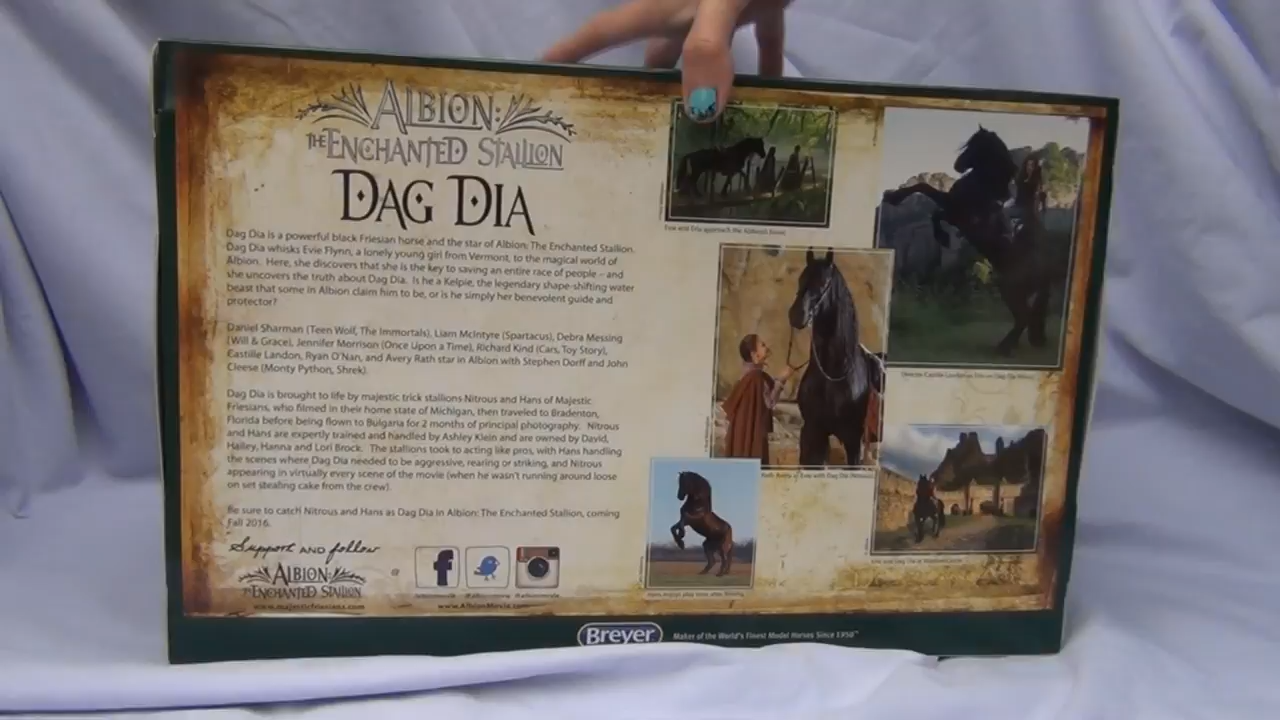 ALBION:
THE ENCHANTED STALLION
DAG DIA
Dag Dia is a powerful black Friesian horse and the star of Albion: The Enchanted Stallion.
Dag Dia whisks Evie Flynn, a lonely young girl from Vermont, to the magical world of
Albion. Here, she discovers that she is the key to saving an entire race of people – and
she uncovers the truth about Dag Dia. Is he a Kelpie, the legendary shape-shifting water
beast that some in Albion claim him to be, or is he simply her benevolent guide and
protector?
Daniel Sharman (Teen Wolf, The Immortals), Liam McIntyre (Spartacus), Debra Messing
(Will & Grace), Jennifer Morrison (Once Upon a Time), Richard Kind (Cars, Toy Story),
Castille Landon, Ryan O'Nan, and Avery Rath star in Albion with Stephen Dorff and John
Cleese (Monty Python, Shrek).
Dag Dia is brought to life by majestic trick stallions Nitrous and Hans of Majestic
Friesians, who filmed in their home state of Michigan, then traveled to Bradenton,
Florida before being flown to Bulgaria for 2 months of principal photography. Nitrous
and Hans are expertly trained and handled by Ashley Klein and are owned by David,
Hailey, Hanna and Lori Brock. The stallions took to acting like pros, with Hans handling
the scenes where Dag Dia needed to be aggressive, rearing or striking, and Nitrous
appearing in virtually every scene of the movie (when he wasn't running around loose
on set stealing cake from the crew).
Be sure to catch Nitrous and Hans as Dag Dia in Albion: The Enchanted Stallion, coming
Fall 2016.
Support AND follow
ALBION:
THE ENCHANTED STALLION
@
www.majesticfriesians.com
www.AlbionMovie.com
Breyer
Maker of the World's Finest Model Horses Since 1950™